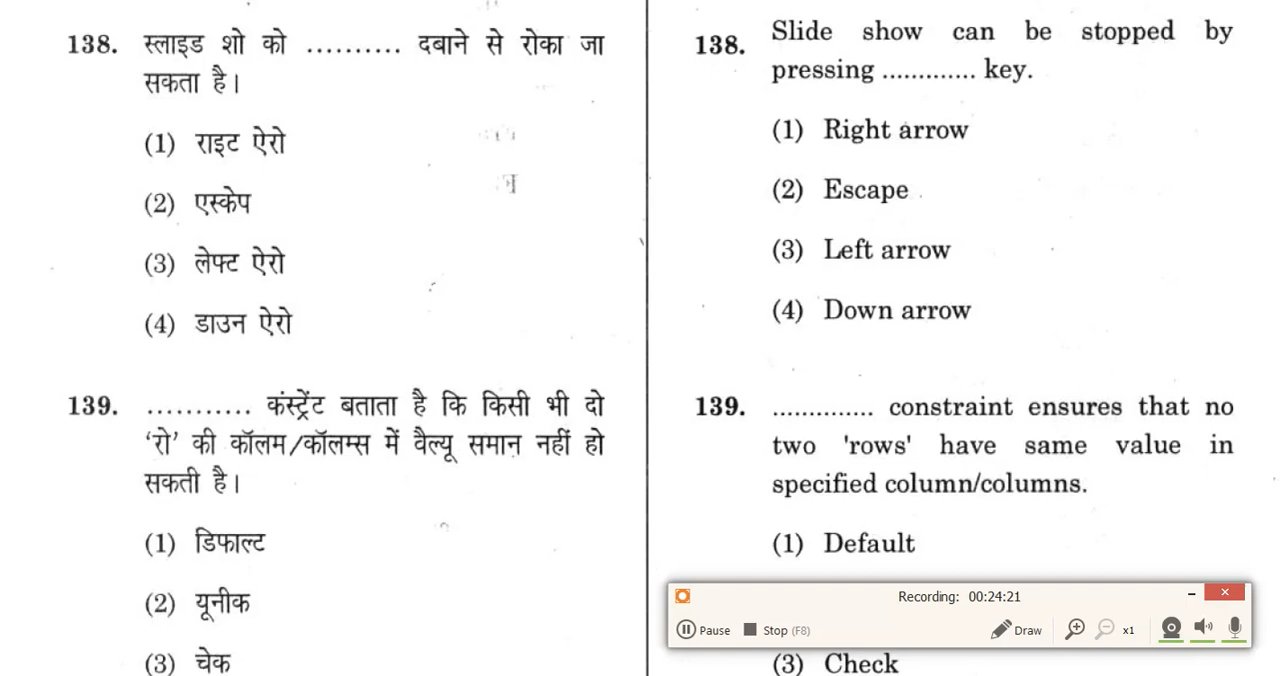 138. स्लाइड शो को .......... दबाने से रोका जा
सकता है।
(1) राइट ऐरो
(2) एस्केप
(3) लेफ्ट ऐरो
(4) डाउन ऐरो
139. ........... कंस्ट्रेंट बताता है कि किसी भी दो
'रो' की कॉलम/कॉलम्स में वैल्यू समान नहीं हो
सकती है।
(1) डिफाल्ट
(2) यूनीक
(3) चेक
138. Slide show can be stopped by
pressing ............. key.
(1) Right arrow
(2) Escape
(3) Left arrow
(4) Down arrow
139. .............. constraint ensures that no
two 'rows' have same value in
specified column/columns.
(1) Default
Recording: 00:24:21
Pause Stop (F8) Draw x1
(3) Check